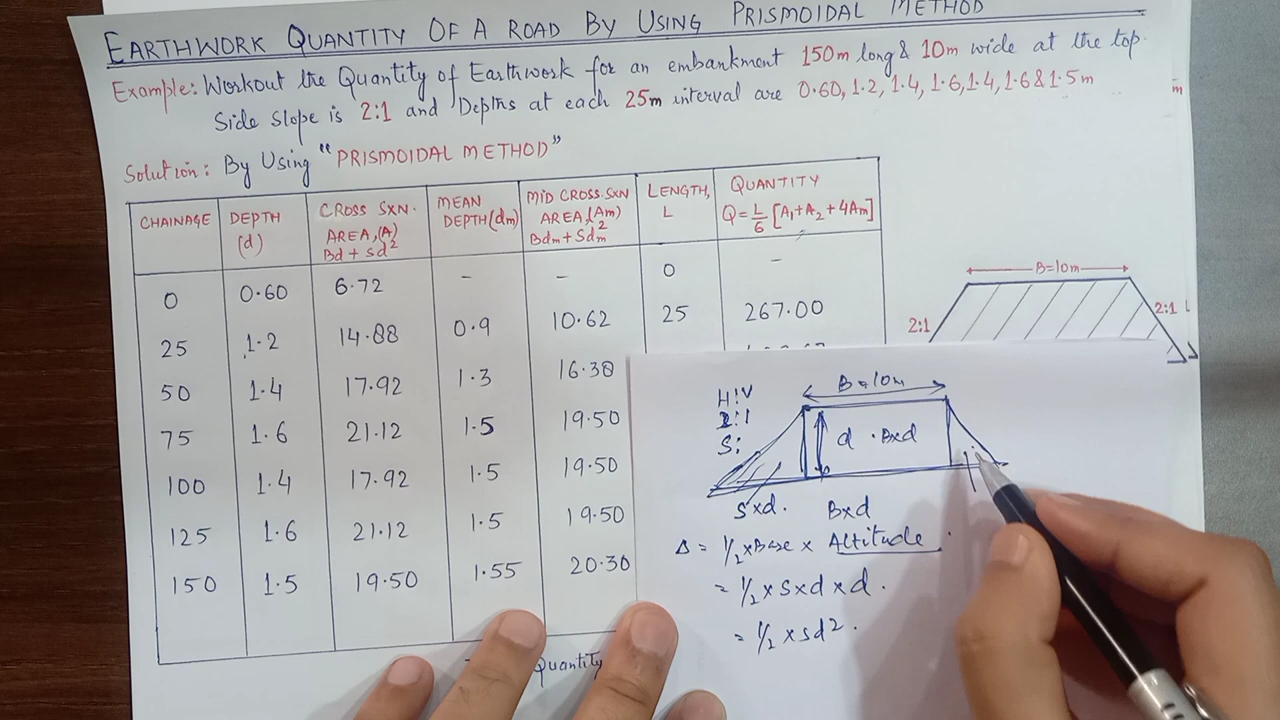 EARTHWORK QUANTITY OF A ROAD BY USING PRISMOIDAL METHOD
Example: Workout the Quantity of Earthwork for an embankment 150m long & 10m wide at the top.
Side Slope is 2:1 and Depths at each 25m interval are 0.60, 1.2, 1.4, 1.6, 1.4, 1.6 & 1.5m
m
Solution: By Using "PRISMOIDAL METHOD"
CHAINAGE DEPTH (d) CROSS SXN. AREA, (A) Bd + Sd² MEAN DEPTH (dm) MID CROSS SXN AREA, (Am) Bdm + Sdm² LENGTH, L QUANTITY Q = L/6 [A1 + A2 + 4Am]
0 0.60 6.72 - - 0 -
25 1.2 14.88 0.9 10.62 25 267.00
50 1.4 17.92 1.3 16.38
75 1.6 21.12 1.5 19.50
100 1.4 17.92 1.5 19.50
125 1.6 21.12 1.5 19.50
150 1.5 19.50 1.55 20.30
Quantity
B=10m
2:1 2:1
B=10m
H:V
2:1
S:
d . B×d
S×d. B×d
Δ = 1/2 × Base × Altitude.
= 1/2 × S×d × d.
= 1/2 × sd².